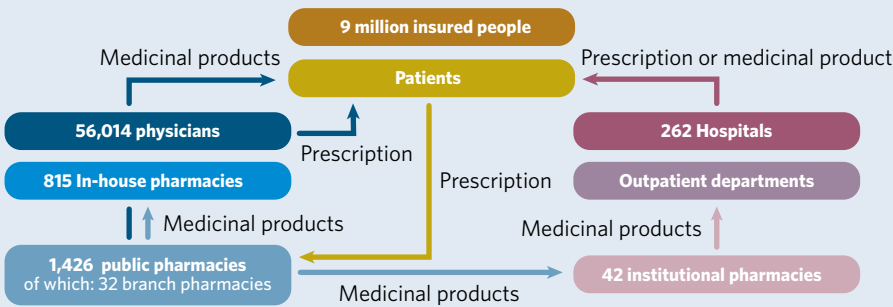 9 million insured people
Medicinal products
Prescription or medicinal product
Patients
56,014 physicians
262 Hospitals
Prescription
815 In-house pharmacies
Prescription
Outpatient departments
Medicinal products
Medicinal products
1,426 public pharmacies
of which: 32 branch pharmacies
42 institutional pharmacies
Medicinal products